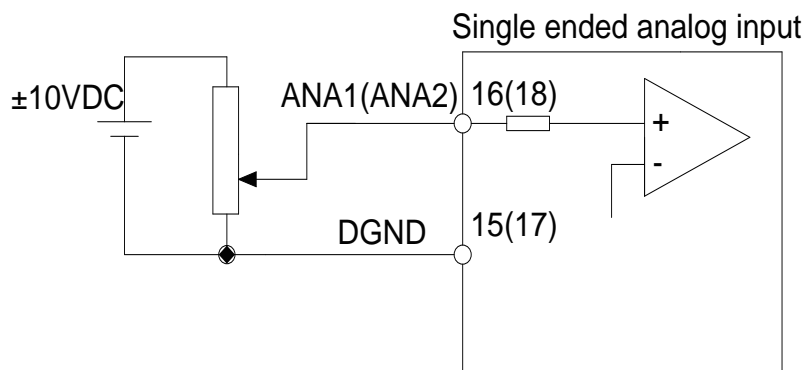 Single ended analog input
±10VDC
ANA1(ANA2)
16(18)
+
-
DGND
15(17)